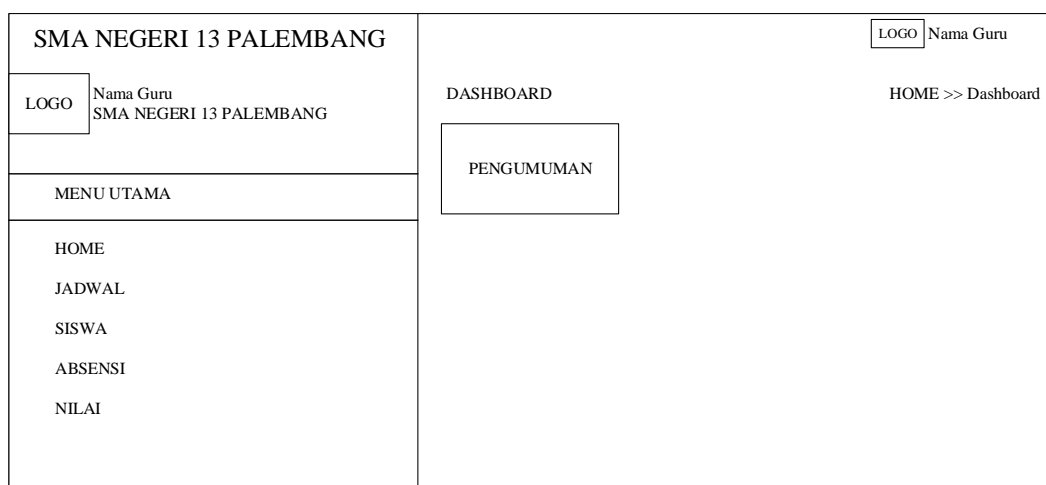 SMA NEGERI 13 PALEMBANG
LOGO Nama Guru
LOGO
Nama Guru
SMA NEGERI 13 PALEMBANG
DASHBOARD
HOME >> Dashboard
PENGUMUMAN
MENU UTAMA
HOME
JADWAL
SISWA
ABSENSI
NILAI